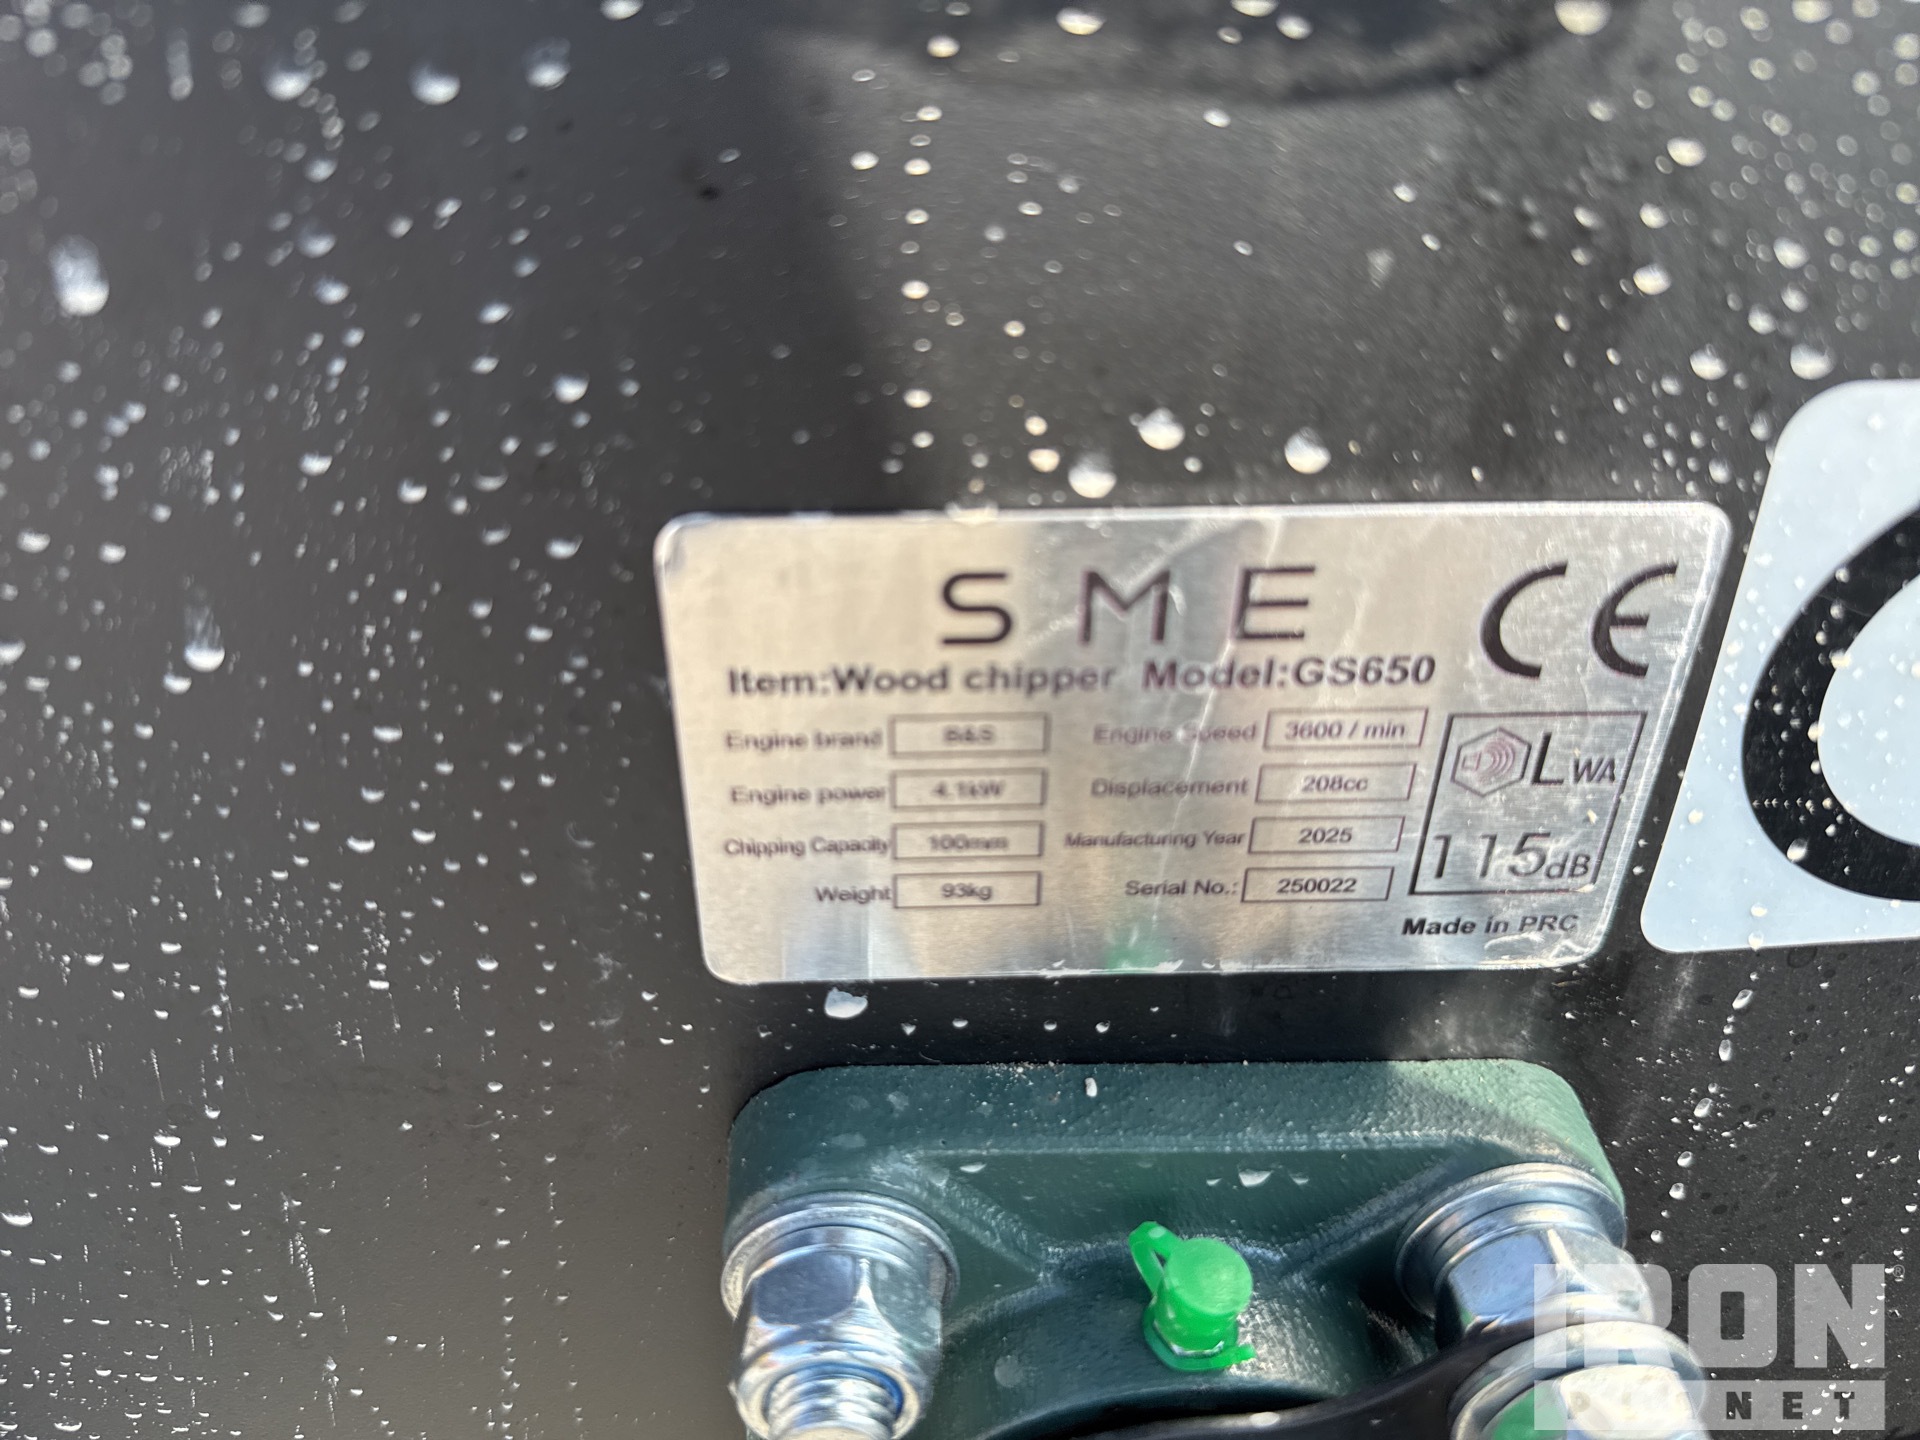 SME CE
Item:Wood chipper Model:GS650
Engine brand B&S Engine Speed 3600 / min
Engine power 4.1kW Displacement 208cc
Chipping Capacity 100mm Manufacturing Year 2025
Weight 93kg Serial No.: 250022
LWA
115dB
Made in PRC
IRON
PLANET